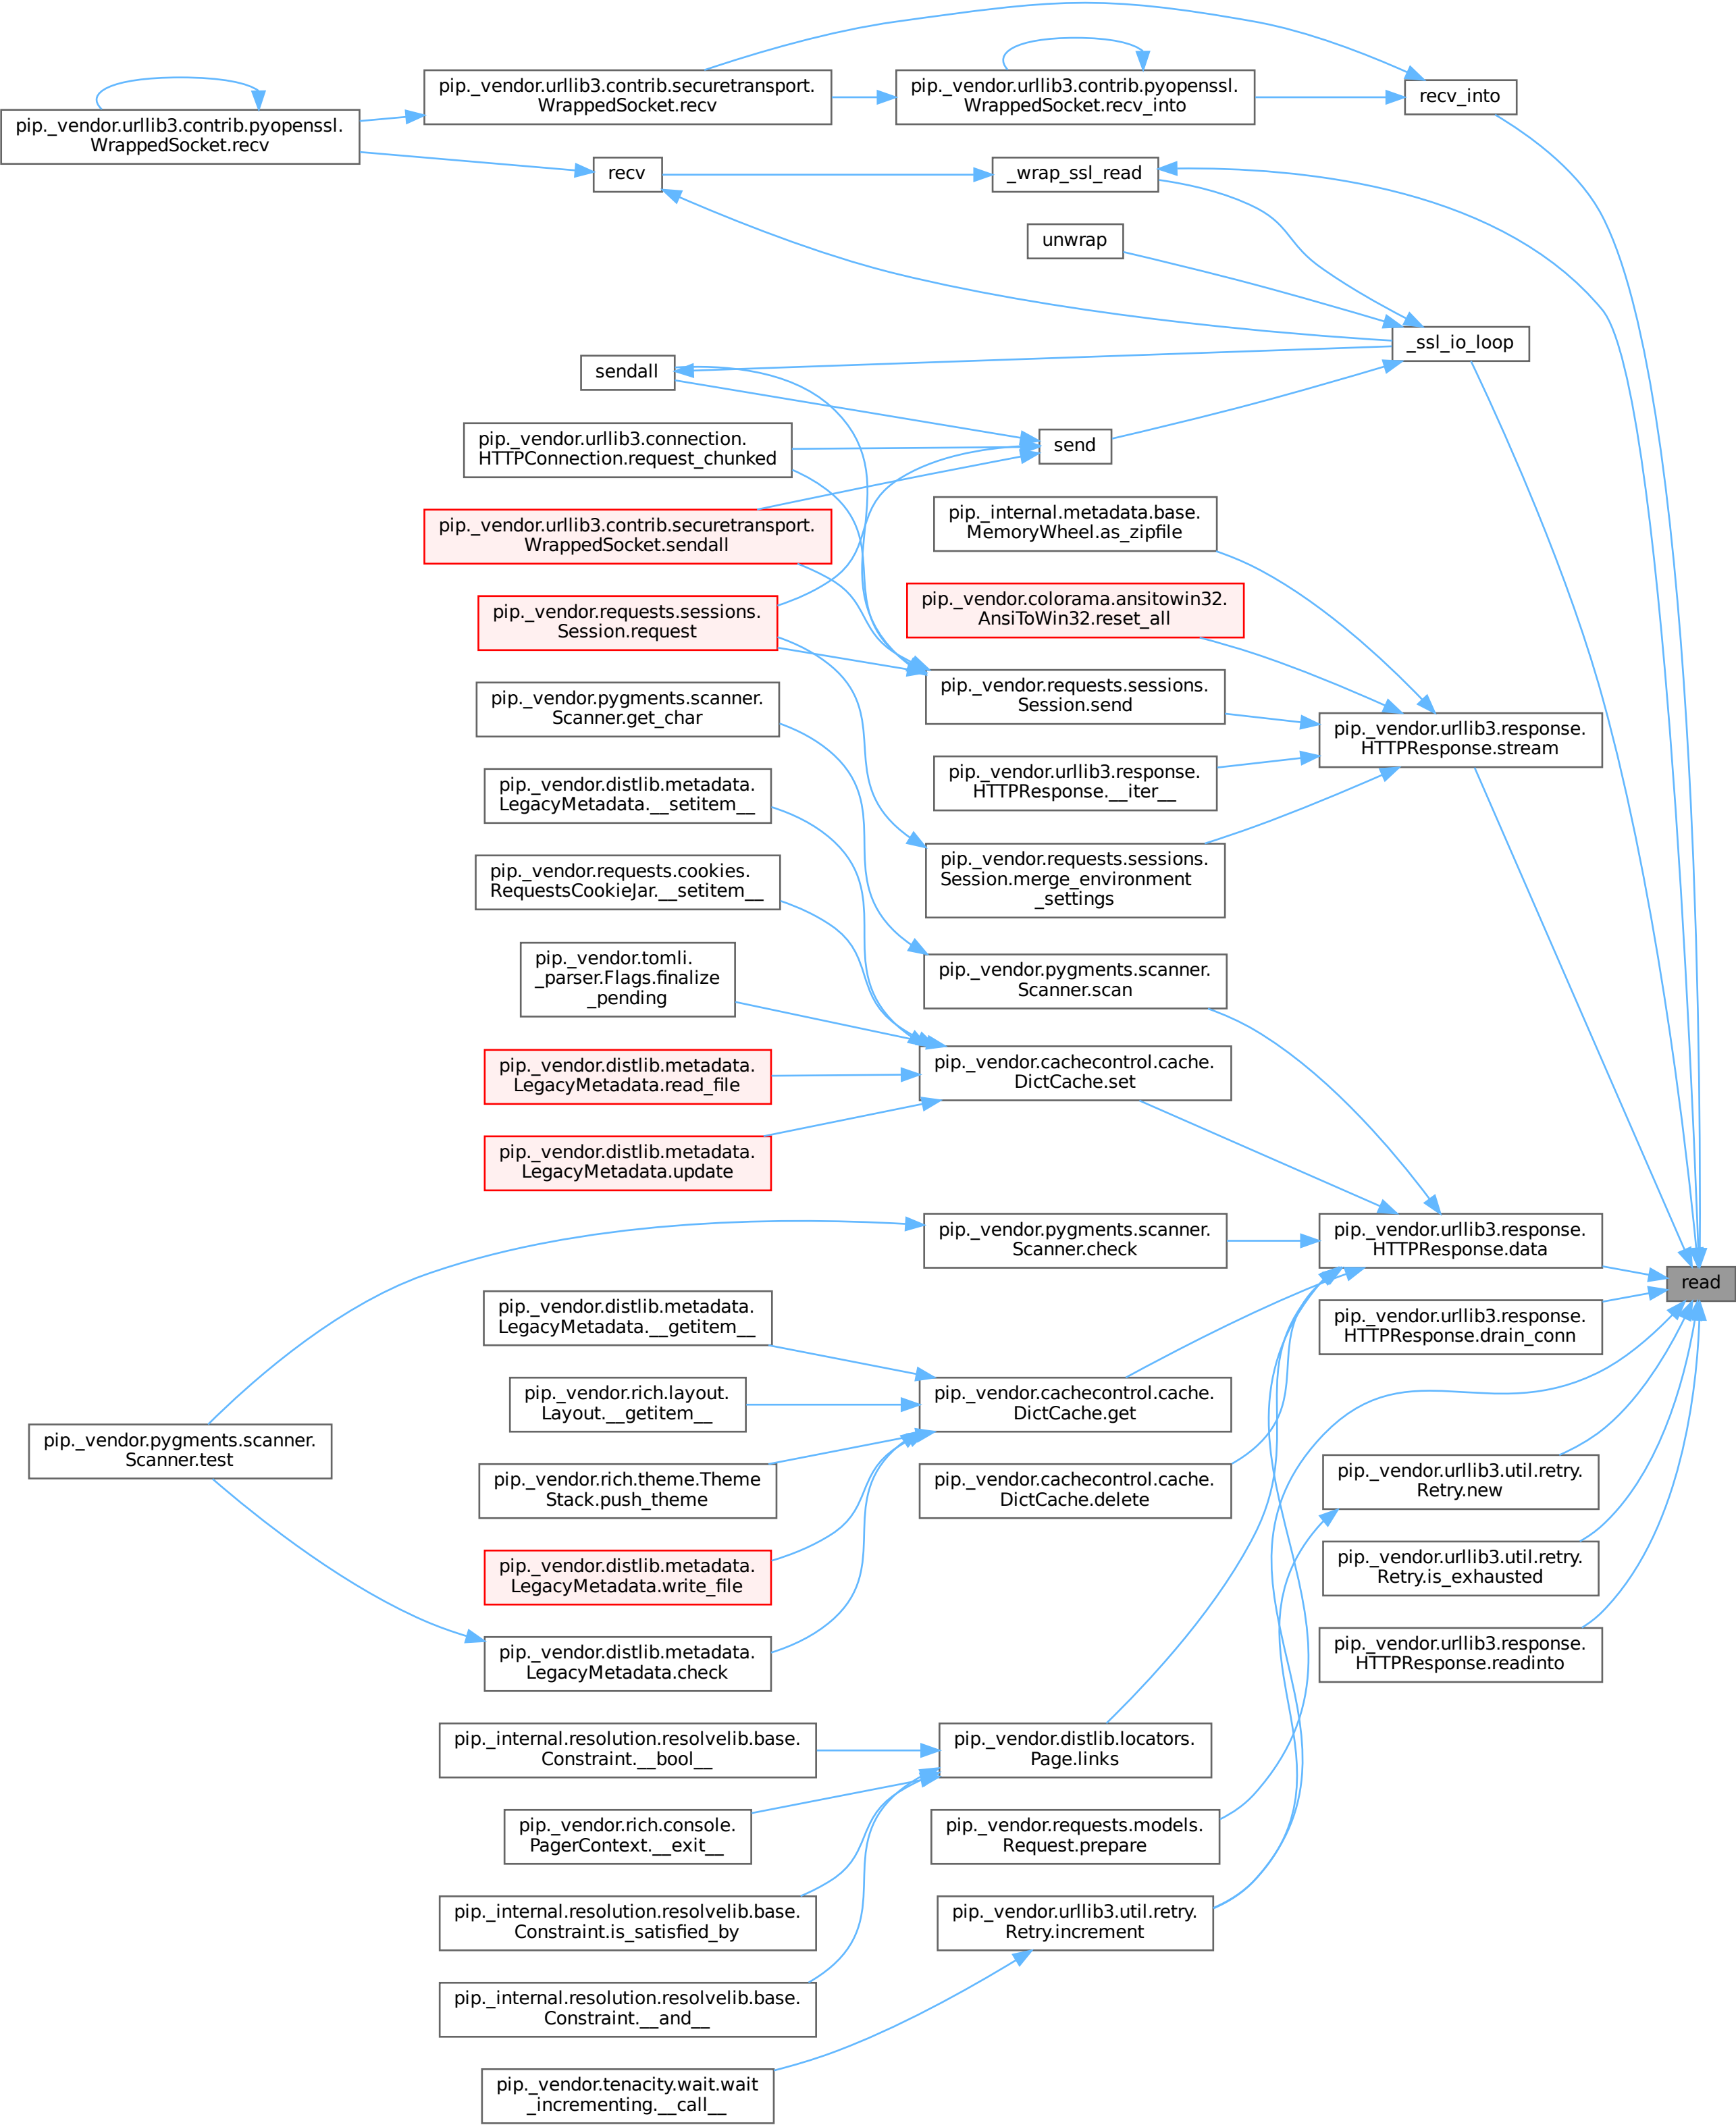 pip._vendor.urllib3.contrib.securetransport.
WrappedSocket.recv
pip._vendor.urllib3.contrib.pyopenssl.
WrappedSocket.recv_into
recv_into
pip._vendor.urllib3.contrib.pyopenssl.
WrappedSocket.recv
recv
_wrap_ssl_read
unwrap
_ssl_io_loop
sendall
send
pip._vendor.urllib3.connection.
HTTPConnection.request_chunked
pip._internal.metadata.base.
MemoryWheel.as_zipfile
pip._vendor.urllib3.contrib.securetransport.
WrappedSocket.sendall
pip._vendor.colorama.ansitowin32.
AnsiToWin32.reset_all
pip._vendor.requests.sessions.
Session.request
pip._vendor.requests.sessions.
Session.send
pip._vendor.pygments.scanner.
Scanner.get_char
pip._vendor.urllib3.response.
HTTPResponse.stream
pip._vendor.urllib3.response.
HTTPResponse.__iter__
pip._vendor.distlib.metadata.
LegacyMetadata.__setitem__
pip._vendor.requests.sessions.
Session.merge_environment
_settings
pip._vendor.requests.cookies.
RequestsCookieJar.__setitem__
pip._vendor.tomli.
_parser.Flags.finalize
_pending
pip._vendor.pygments.scanner.
Scanner.scan
pip._vendor.distlib.metadata.
LegacyMetadata.read_file
pip._vendor.cachecontrol.cache.
DictCache.set
pip._vendor.distlib.metadata.
LegacyMetadata.update
pip._vendor.pygments.scanner.
Scanner.check
pip._vendor.urllib3.response.
HTTPResponse.data
read
pip._vendor.distlib.metadata.
LegacyMetadata.__getitem__
pip._vendor.urllib3.response.
HTTPResponse.drain_conn
pip._vendor.rich.layout.
Layout.__getitem__
pip._vendor.cachecontrol.cache.
DictCache.get
pip._vendor.pygments.scanner.
Scanner.test
pip._vendor.rich.theme.Theme
Stack.push_theme
pip._vendor.cachecontrol.cache.
DictCache.delete
pip._vendor.urllib3.util.retry.
Retry.new
pip._vendor.distlib.metadata.
LegacyMetadata.write_file
pip._vendor.urllib3.util.retry.
Retry.is_exhausted
pip._vendor.distlib.metadata.
LegacyMetadata.check
pip._vendor.urllib3.response.
HTTPResponse.readinto
pip._internal.resolution.resolvelib.base.
Constraint.__bool__
pip._vendor.distlib.locators.
Page.links
pip._vendor.rich.console.
PagerContext.__exit__
pip._vendor.requests.models.
Request.prepare
pip._internal.resolution.resolvelib.base.
Constraint.is_satisfied_by
pip._vendor.urllib3.util.retry.
Retry.increment
pip._internal.resolution.resolvelib.base.
Constraint.__and__
pip._vendor.tenacity.wait.wait
_incrementing.__call__